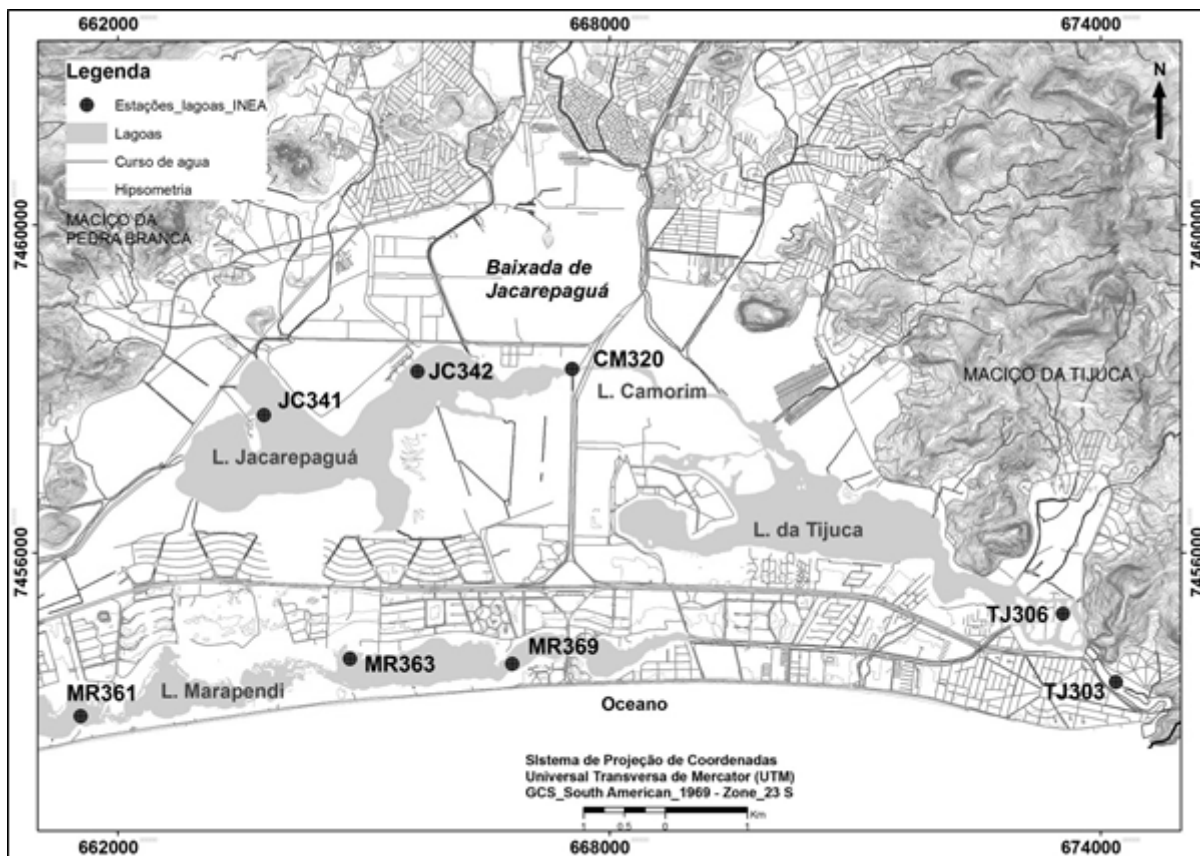 662000
668000
674000
Legenda
Estações_lagoas_INEA
Lagoas
Curso de agua
Hipsometria
N
MACIÇO DA
PEDRA BRANCA
7460000
7460000
Baixada de
Jacarepaguá
CM320
JC342
L. Camorim
MACIÇO DA TIJUCA
JC341
L. Jacarepaguá
L. da Tijuca
7456000
7456000
TJ306
MR369
MR363
TJ303
MR361
L. Marapendi
Oceano
Sistema de Projeção de Coordenadas
Universal Transversa de Mercator (UTM)
GCS_South American_1969 - Zone_23 S
1 0.5 0 1
Km
662000
668000
674000